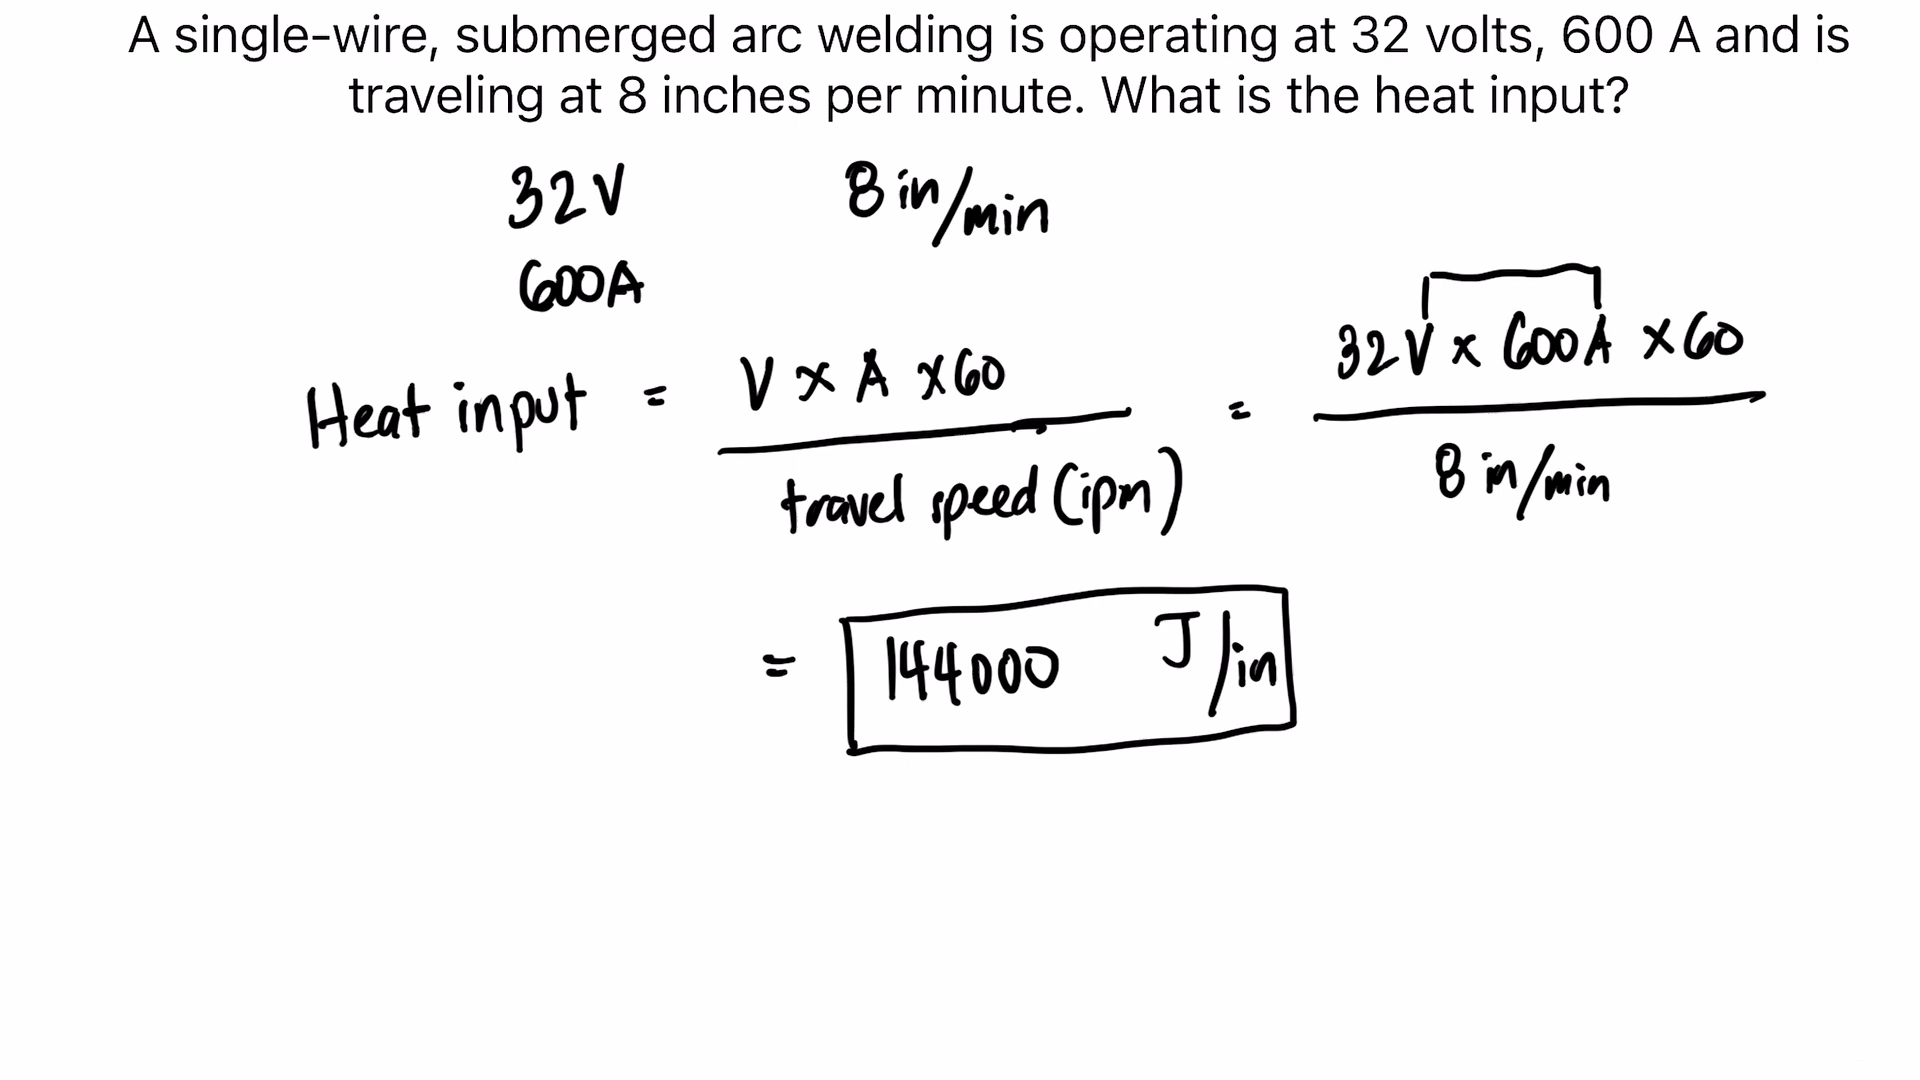 A single-wire, submerged arc welding is operating at 32 volts, 600 A and is
traveling at 8 inches per minute. What is the heat input?
32V 8 in/min
600A
Heat input = V x A x 60 / travel speed (ipm) = 32V x 600A x 60 / 8 in/min
= 144000 J/in